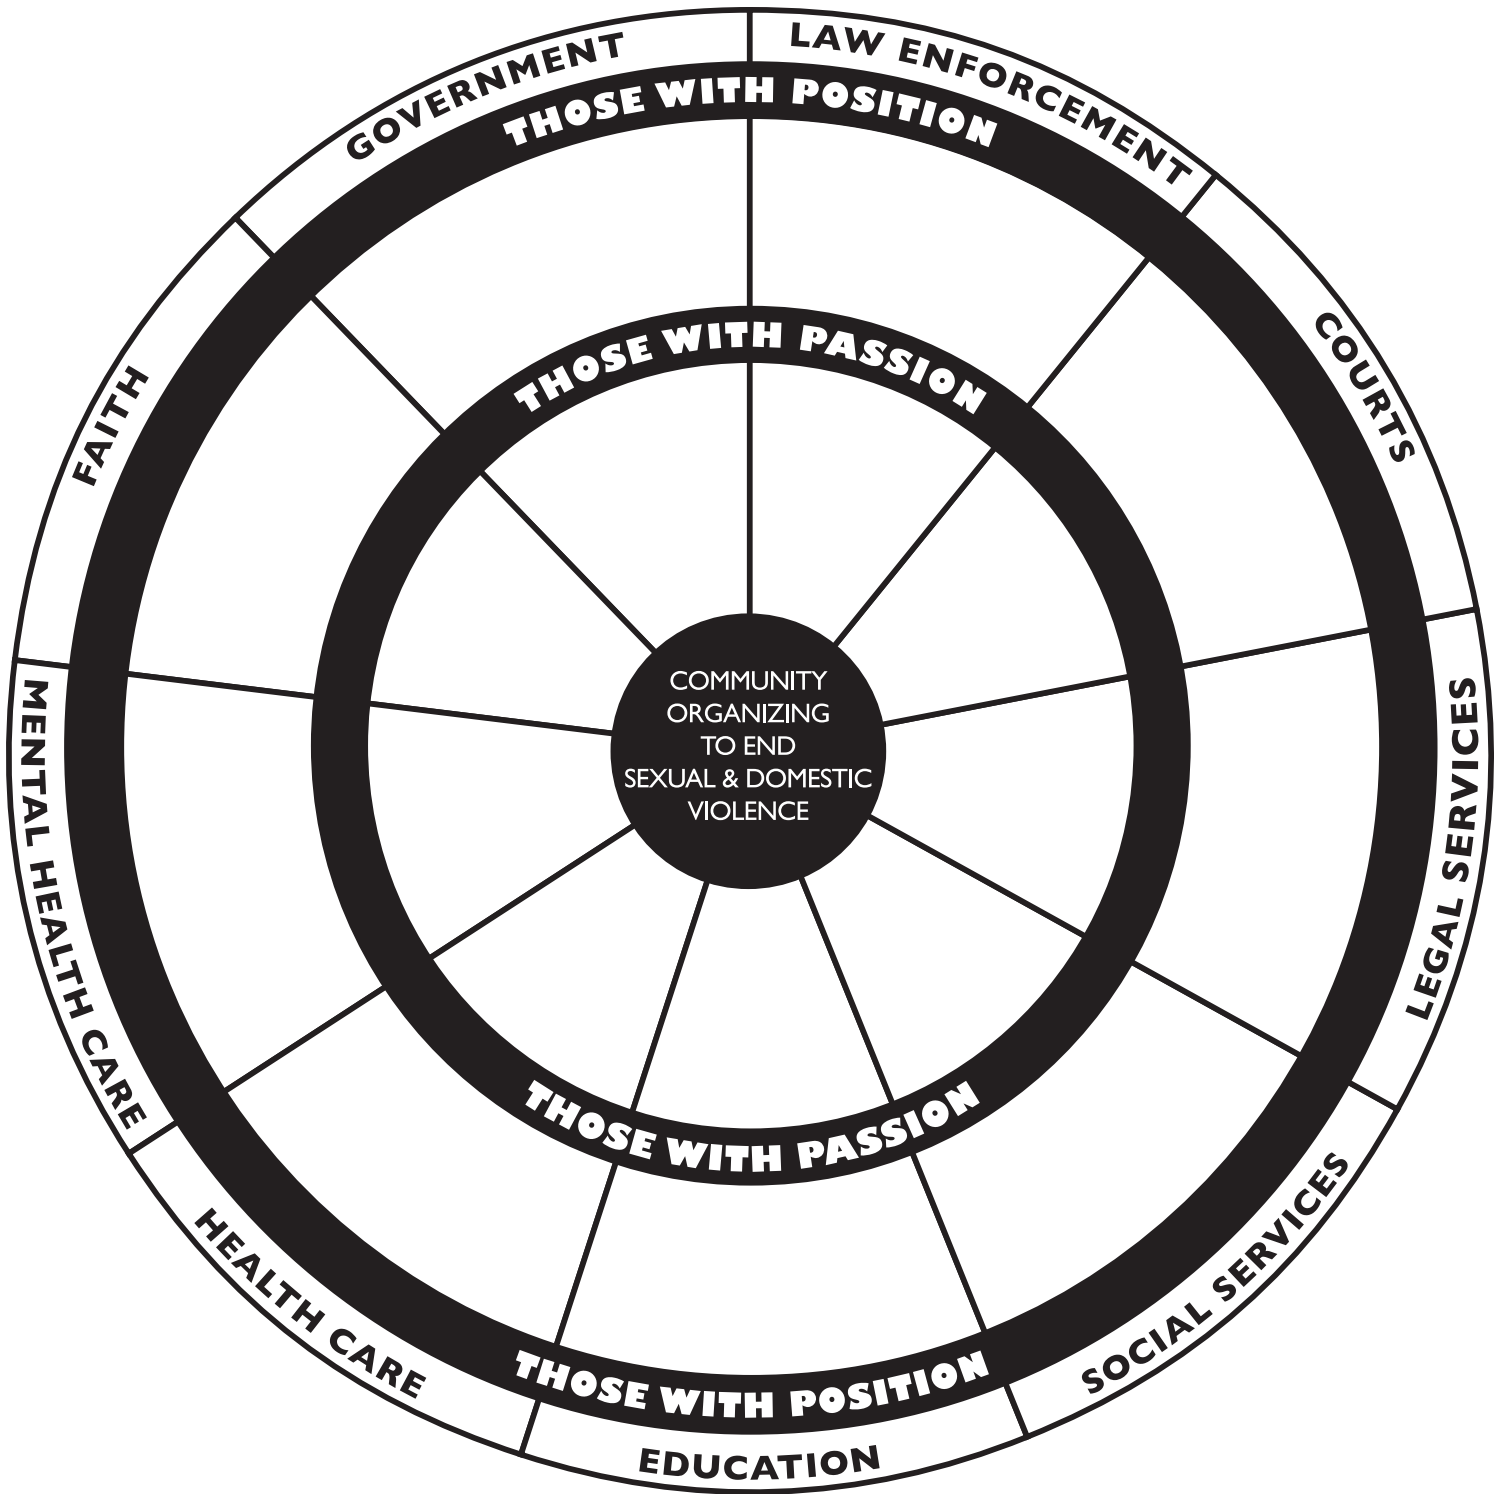 GOVERNMENT
LAW ENFORCEMENT
COURTS
LEGAL SERVICES
SOCIAL SERVICES
EDUCATION
HEALTH CARE
MENTAL HEALTH CARE
FAITH
THOSE WITH POSITION
THOSE WITH PASSION
COMMUNITY
ORGANIZING
TO END
SEXUAL & DOMESTIC
VIOLENCE
THOSE WITH PASSION
THOSE WITH POSITION